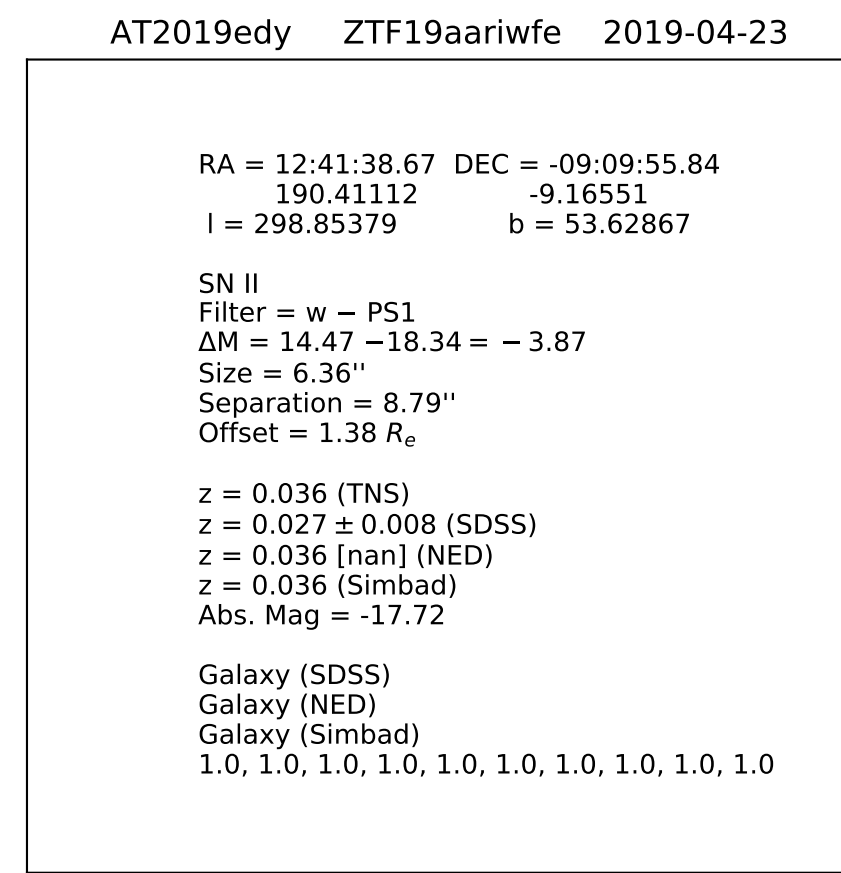 AT2019edy ZTF19aariwfe 2019-04-23
RA = 12:41:38.67 DEC = -09:09:55.84
190.41112 -9.16551
l = 298.85379 b = 53.62867
SN II
Filter = w − PS1
ΔM = 14.47 −18.34 = − 3.87
Size = 6.36''
Separation = 8.79''
Offset = 1.38 Rₑ
z = 0.036 (TNS)
z = 0.027 ± 0.008 (SDSS)
z = 0.036 [nan] (NED)
z = 0.036 (Simbad)
Abs. Mag = -17.72
Galaxy (SDSS)
Galaxy (NED)
Galaxy (Simbad)
1.0, 1.0, 1.0, 1.0, 1.0, 1.0, 1.0, 1.0, 1.0, 1.0